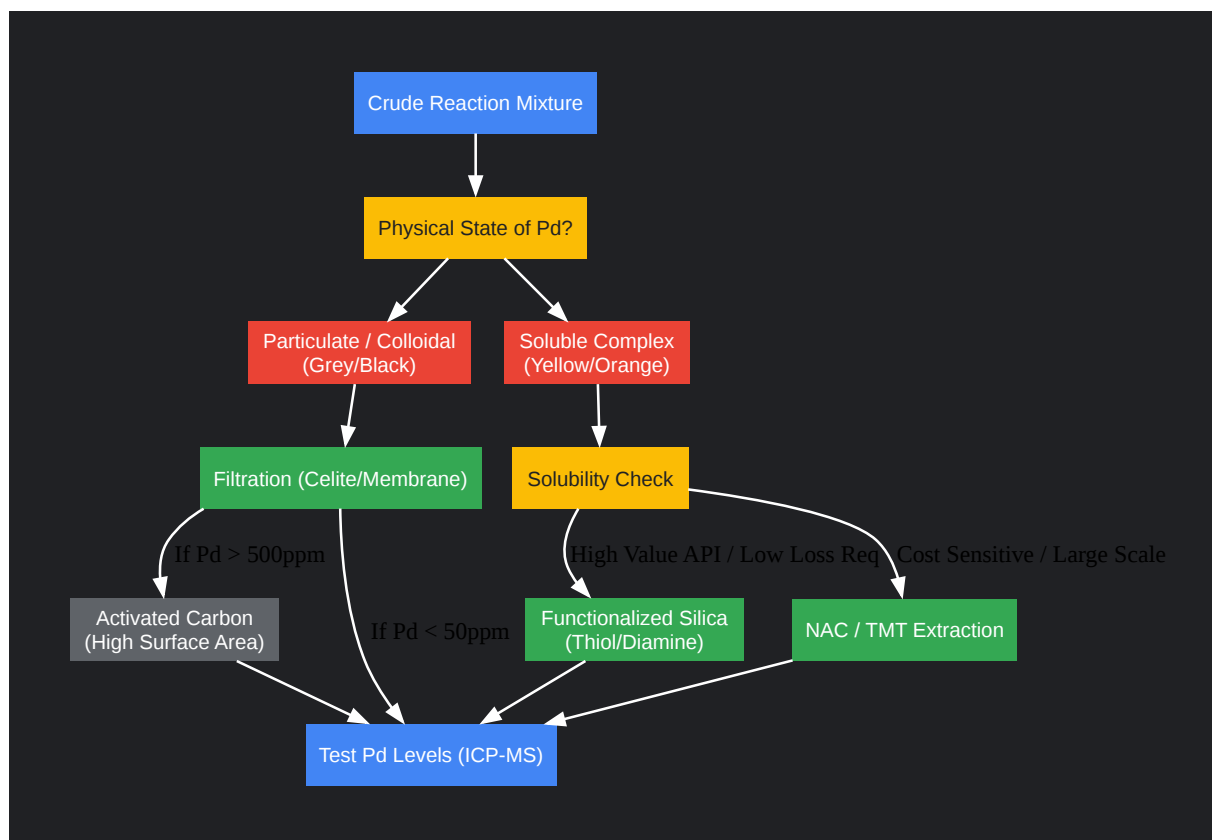 Crude Reaction Mixture
Physical State of Pd?
Particulate / Colloidal
(Grey/Black)
Soluble Complex
(Yellow/Orange)
Filtration (Celite/Membrane)
Solubility Check
If Pd > 500ppm
High Value API / Low Loss Req
Cost Sensitive / Large Scale
Activated Carbon
(High Surface Area)
If Pd < 50ppm
Functionalized Silica
(Thiol/Diamine)
NAC / TMT Extraction
Test Pd Levels (ICP-MS)